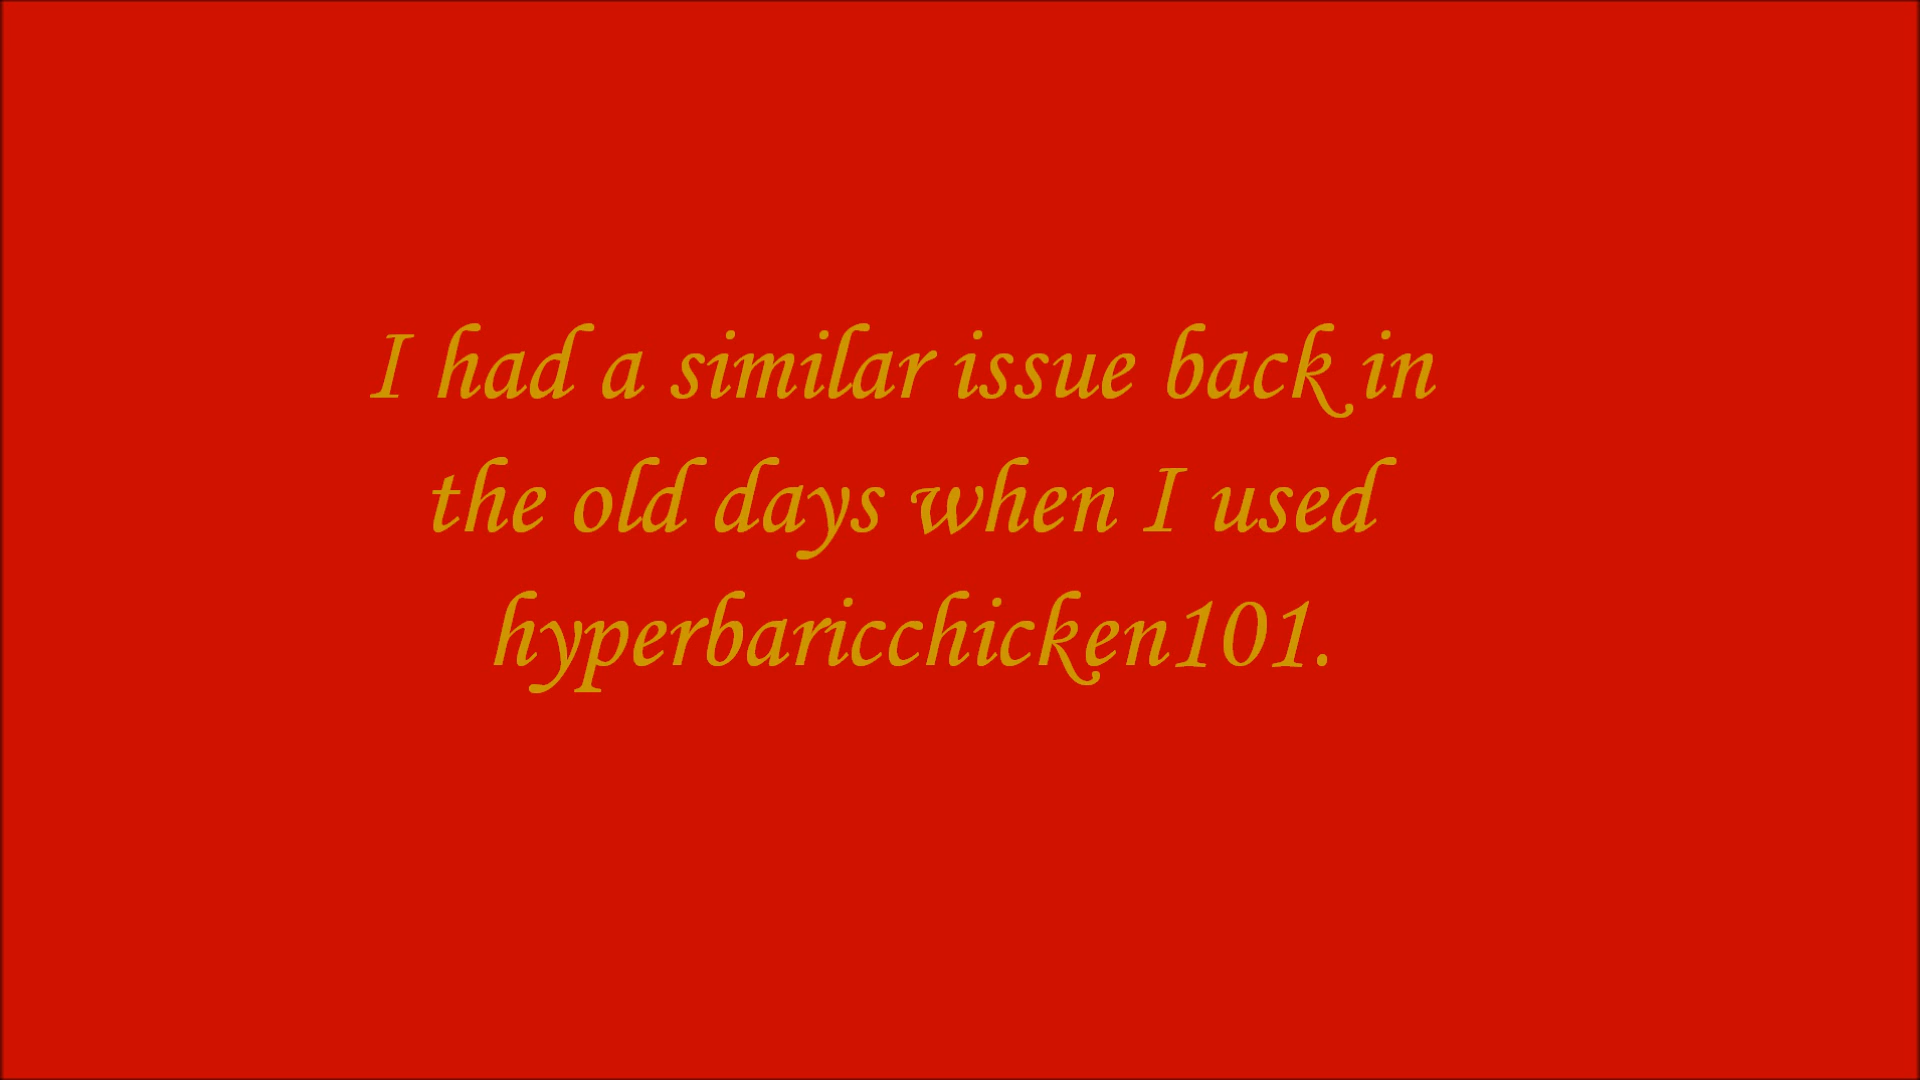 I had a similar issue back in
the old days when I used
hyperbaricchicken101.